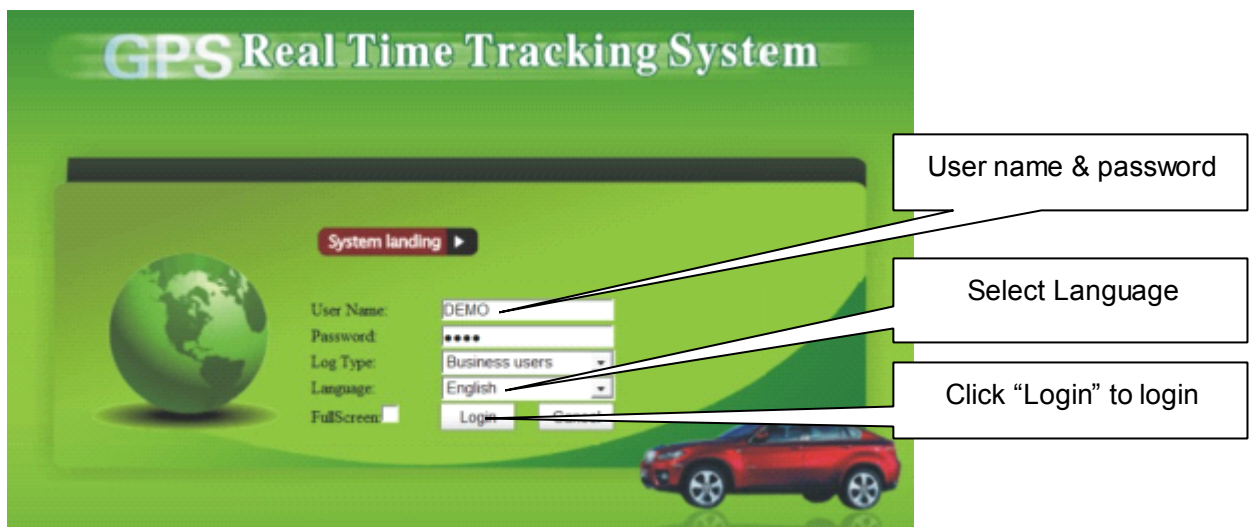 GPS Real Time Tracking System
User name & password
System landing
Select Language
User Name: DEMO
Password: ••••
Log Type: Business users
Language: English
Click “Login” to login
FullScreen: Login Cancel